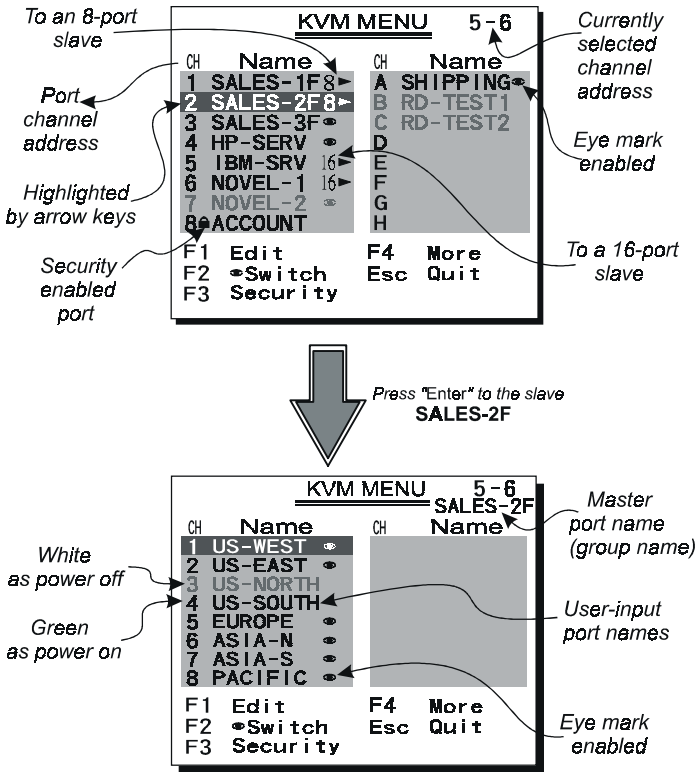 To an 8-port
slave
KVM MENU
5-6
Currently
selected
channel
address
CH Name
CH Name
Port
channel
address
1 SALES-1F 8►
2 SALES-2F 8►
3 SALES-3F
4 HP-SERV
5 IBM-SRV 16►
6 NOVEL-1 16►
7 NOVEL-2
8 ACCOUNT
A SHIPPING
B RD-TEST1
C RD-TEST2
D
E
F
G
H
Eye mark
enabled
Highlighted
by arrow keys
Security
enabled
port
To a 16-port
slave
F1 Edit
F2 Switch
F3 Security
F4 More
Esc Quit
Press "Enter" to the slave
SALES-2F
KVM MENU
5-6
SALES-2F
Master
port name
(group name)
CH Name
CH Name
1 US-WEST
2 US-EAST
3 US-NORTH
4 US-SOUTH
5 EUROPE
6 ASIA-N
7 ASIA-S
8 PACIFIC
White
as power off
Green
as power on
User-input
port names
Eye mark
enabled
F1 Edit
F2 Switch
F3 Security
F4 More
Esc Quit